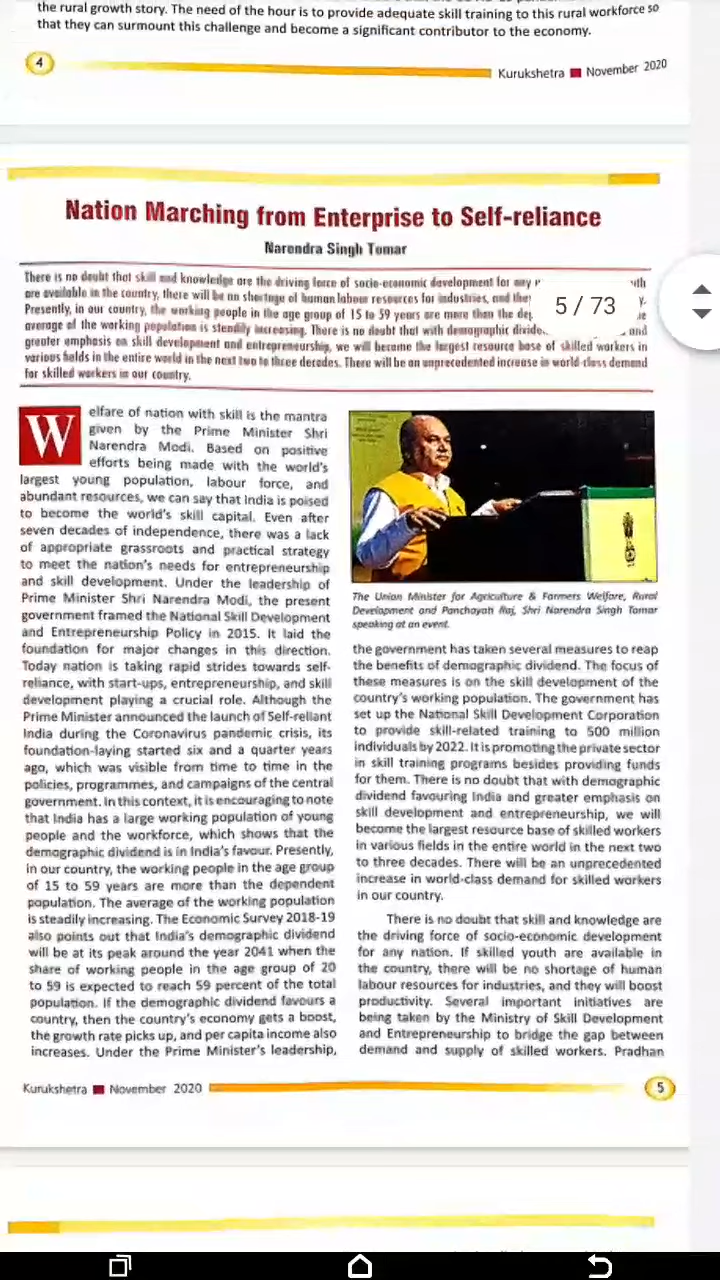 the rural growth story. The need of the hour is to provide adequate skill training to this rural workforce so
that they can surmount this challenge and become a significant contributor to the economy.
4
Kurukshetra ■ November 2020
Nation Marching from Enterprise to Self-reliance
Narendra Singh Tomar
There is no doubt that skill and knowledge are the driving force of socio-economic development for any
are available in the country, there will be no shortage of human labour resources for industries, and
Presently, in our country, the working people in the age group of 15 to 59 years are more than the
average of the working population is steadily increasing. There is no doubt that with demographic and
greater emphasis on skill development and entrepreneurship, we will become the largest resource base of skilled workers in
various fields in the entire world in the next two to three decades. There will be an unprecedented increase in world-class demand
for skilled workers in our country.
5 / 73
Welfare of nation with skill is the mantra
given by the Prime Minister Shri
Narendra Modi. Based on positive
efforts being made with the world's
largest young population, labour force, and
abundant resources, we can say that India is poised
to become the world's skill capital. Even after
seven decades of independence, there was a lack
of appropriate grassroots and practical strategy
to meet the nation's needs for entrepreneurship
and skill development. Under the leadership of
Prime Minister Shri Narendra Modi, the present
government framed the National Skill Development
and Entrepreneurship Policy in 2015. It laid the
foundation for major changes in this direction.
Today nation is taking rapid strides towards self-
reliance, with start-ups, entrepreneurship, and skill
development playing a crucial role. Although the
Prime Minister announced the launch of Self-reliant
India during the Coronavirus pandemic crisis, its
foundation-laying started six and a quarter years
ago, which was visible from time to time in the
policies, programmes, and campaigns of the central
government. In this context, it is encouraging to note
that India has a large working population of young
people and the workforce, which shows that the
demographic dividend is in India's favour. Presently,
in our country, the working people in the age group
of 15 to 59 years are more than the dependent
population. The average of the working population
is steadily increasing. The Economic Survey 2018-19
also points out that India's demographic dividend
will be at its peak around the year 2041 when the
share of working people in the age group of 20
to 59 is expected to reach 59 percent of the total
population. If the demographic dividend favours a
country, then the country's economy gets a boost,
the growth rate picks up, and per capita income also
increases. Under the Prime Minister's leadership,
The Union Minister for Agriculture & Farmers Welfare, Rural
Development and Panchayati Raj, Shri Narendra Singh Tomar
speaking at an event.
the government has taken several measures to reap
the benefits of demographic dividend. The focus of
these measures is on the skill development of the
country's working population. The government has
set up the National Skill Development Corporation
to provide skill-related training to 500 million
individuals by 2022. It is promoting the private sector
in skill training programs besides providing funds
for them. There is no doubt that with demographic
dividend favouring India and greater emphasis on
skill development and entrepreneurship, we will
become the largest resource base of skilled workers
in various fields in the entire world in the next two
to three decades. There will be an unprecedented
increase in world-class demand for skilled workers
in our country.
There is no doubt that skill and knowledge are
the driving force of socio-economic development
for any nation. If skilled youth are available in
the country, there will be no shortage of human
labour resources for industries, and they will boost
productivity. Several important initiatives are
being taken by the Ministry of Skill Development
and Entrepreneurship to bridge the gap between
demand and supply of skilled workers. Pradhan
Kurukshetra ■ November 2020
5